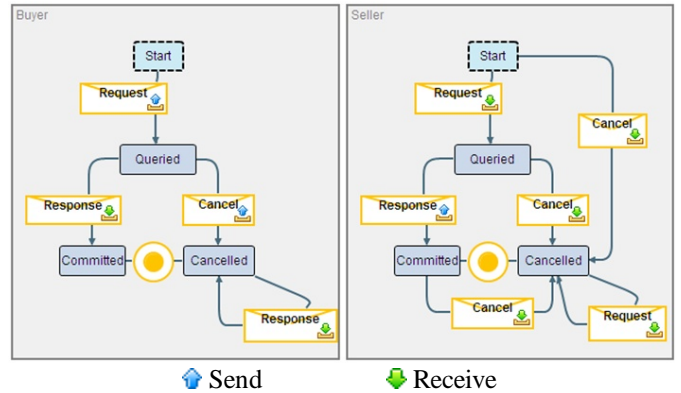 Buyer
Start
Request
Queried
Response
Cancel
Committed
Cancelled
Response
Seller
Start
Request
Cancel
Queried
Response
Cancel
Committed
Cancelled
Cancel
Request
Send
Receive